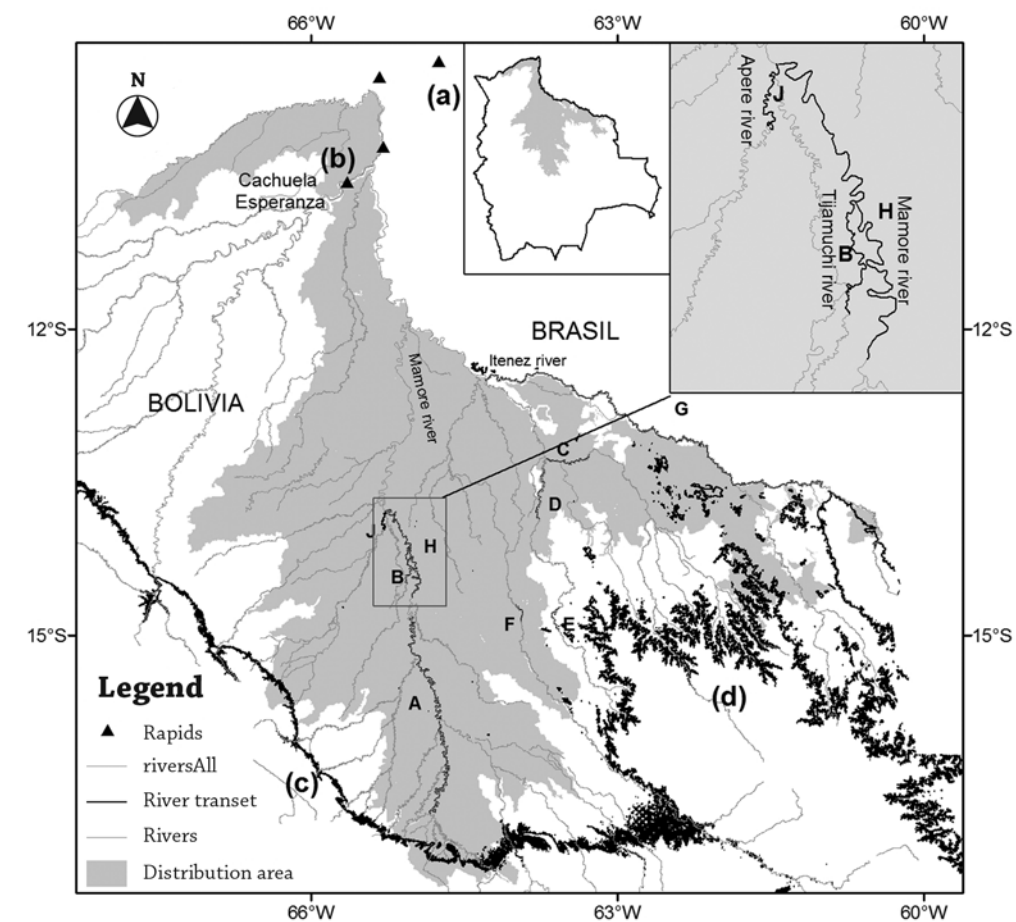 66°W
63°W
60°W
N
(a)
(b)
Cachuela
Esperanza
Apere river
J
Tijamuchi river
H
B
Mamore river
12°S
12°S
BRASIL
Itenez river
BOLIVIA
Mamore river
G
C
D
J
H
B
15°S
15°S
F
E
A
(d)
(c)
Legend
Rapids
riversAll
River transet
Rivers
Distribution area
66°W
63°W
60°W